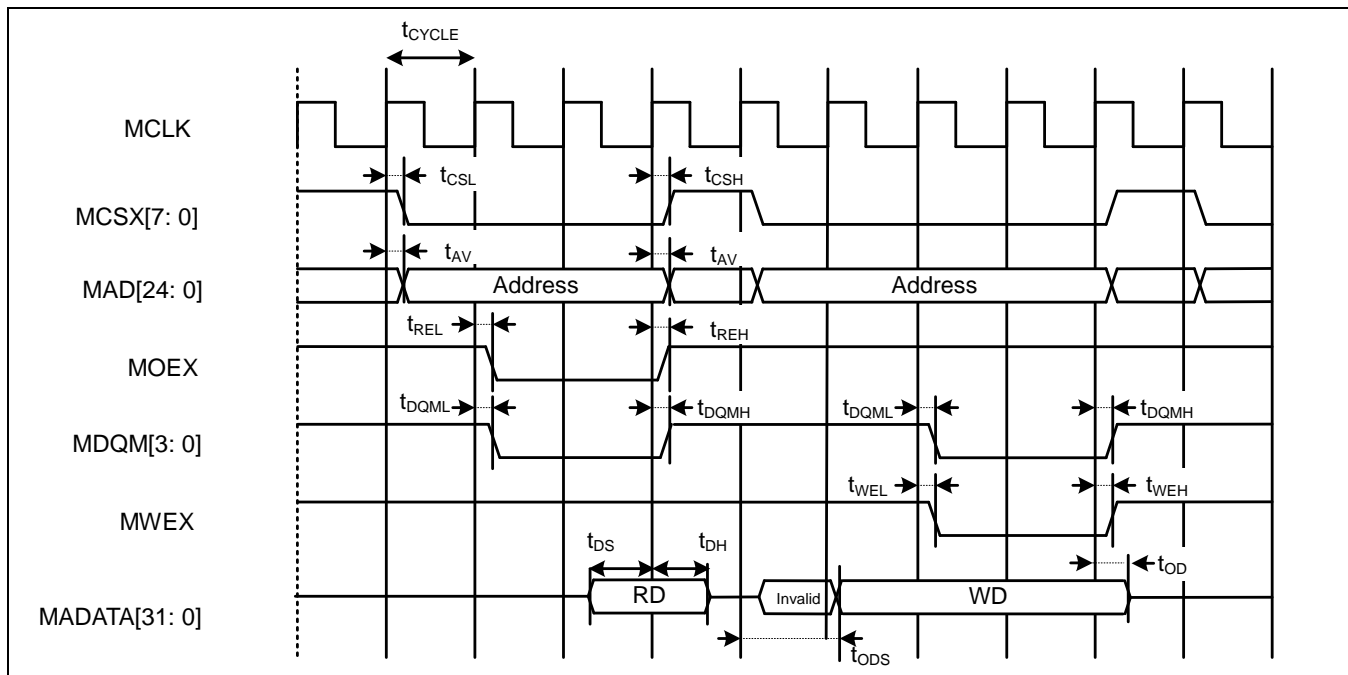 tCYCLE
MCLK
tCSL tCSH
MCSX[7: 0]
tAV tAV
MAD[24: 0] Address Address
tREL tREH
MOEX
tDQML tDQMH tDQML tDQMH
MDQM[3: 0]
tWEL tWEH
MWEX
tDS tDH
tOD
MADATA[31: 0] RD Invalid WD
tODS